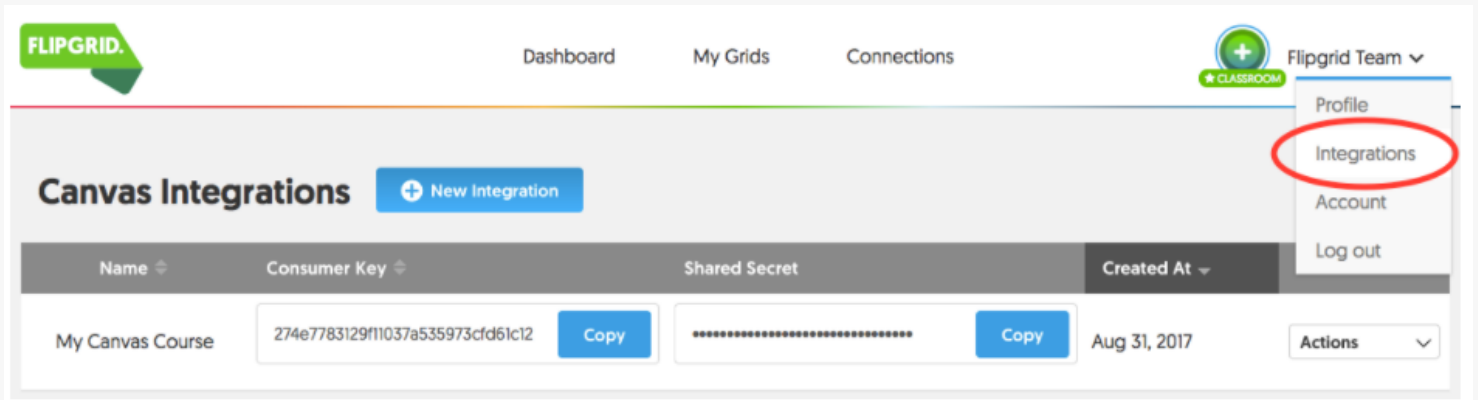 FLIPGRID.
Dashboard
My Grids
Connections
CLASSROOM
Flipgrid Team
Profile
Integrations
Account
Log out
Canvas Integrations
New Integration
Name
Consumer Key
Shared Secret
Created At
My Canvas Course
274e7783129f11037a535973cfd61c12
Copy
Copy
Aug 31, 2017
Actions